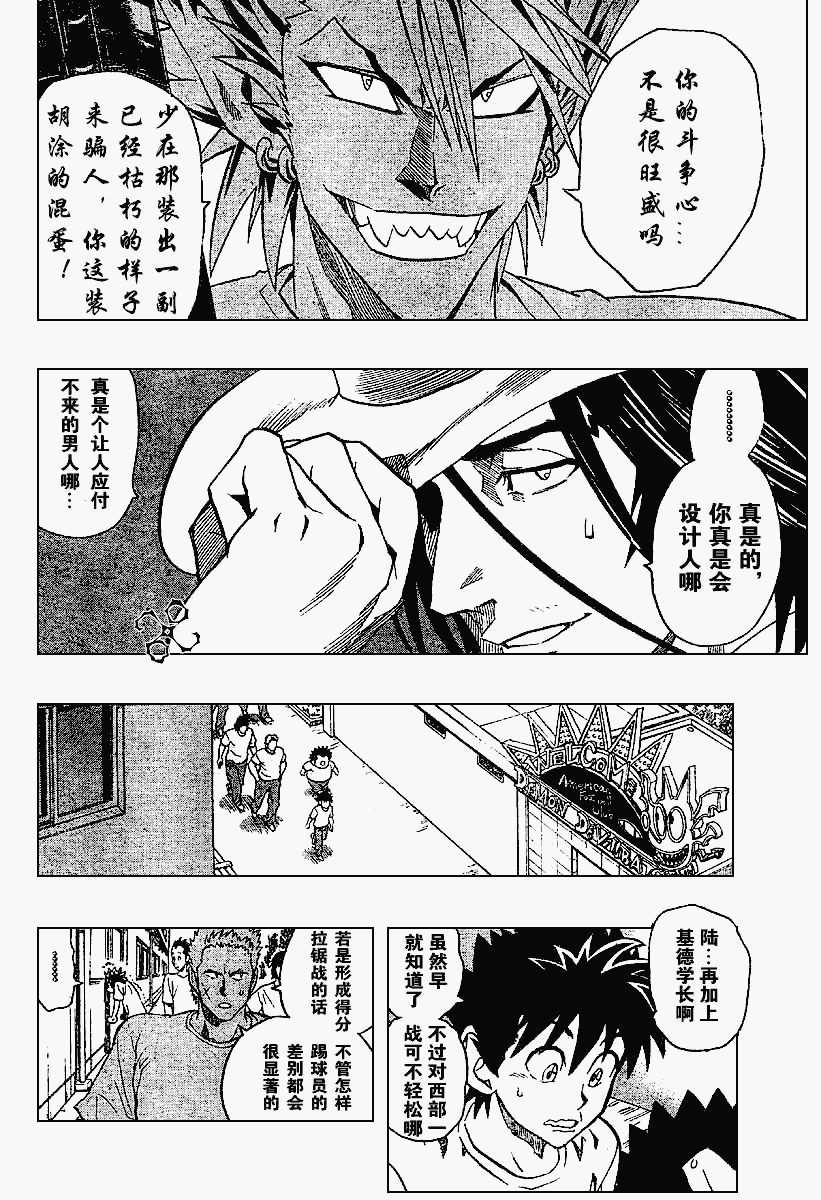 你的斗争心…
不是很旺盛吗
少在那装出一副
已经枯朽的样子
来骗人，你这装
胡涂的混蛋！
………
真是的，
你真是会
设计人哪
真是个让人应付
不来的男人哪…
WELCOM
American
Football
DEMON DEVILBATS
陆…再加上
基德学长啊
虽然早
就知道了
不过对西部一
战可不轻松哪
若是形成得分
拉锯战的话
不管怎样
踢球员的
差别都会
很显著的
……